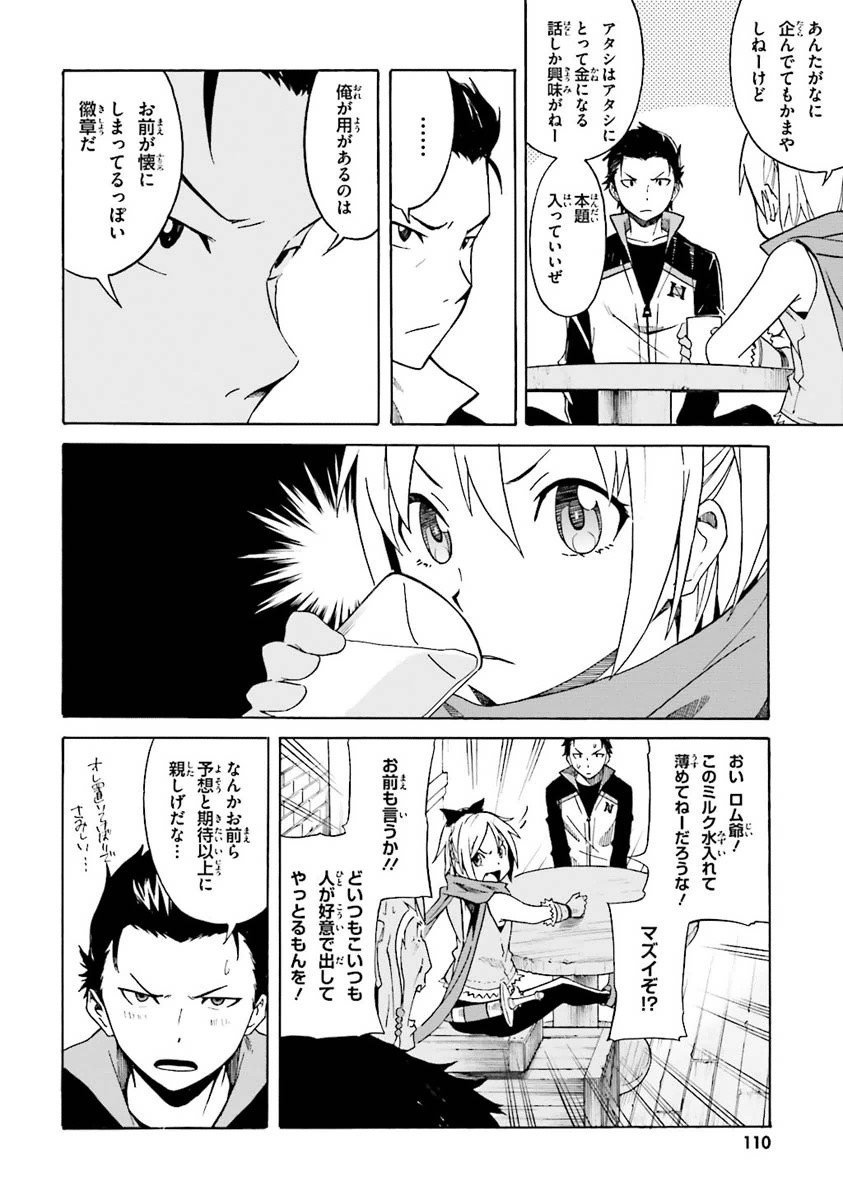 あんたがなに
企んでてもかまや
しねーけど
アタシはアタシに
とって金になる
話しか興味がねー
本題
入っていいぜ
……
俺が用があるのは
お前が懐に
しまってるっぽい
徽章だ
おい ロム爺！
このミルク水入れて
薄めてねーだろうな！
マズイぞ!?
お前も言うか!!
どいつもこいつも
人が好意で出して
やっとるもんを！
なんかお前ら
予想と期待以上に
親しげだな…
オレ置いてきぼりで
さみしい…
110